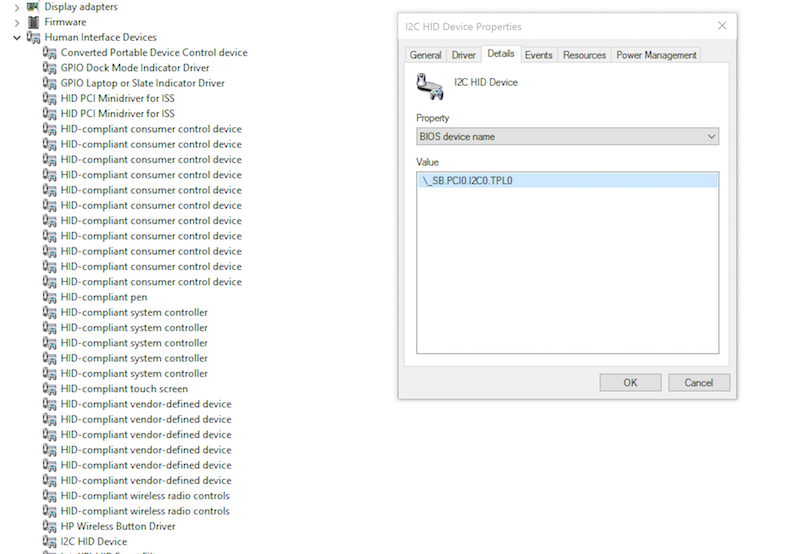 Display adapters
Firmware
Human Interface Devices
Converted Portable Device Control device
GPIO Dock Mode Indicator Driver
GPIO Laptop or Slate Indicator Driver
HID PCI Minidriver for ISS
HID PCI Minidriver for ISS
HID-compliant consumer control device
HID-compliant consumer control device
HID-compliant consumer control device
HID-compliant consumer control device
HID-compliant consumer control device
HID-compliant consumer control device
HID-compliant consumer control device
HID-compliant consumer control device
HID-compliant consumer control device
HID-compliant consumer control device
HID-compliant consumer control device
HID-compliant pen
HID-compliant system controller
HID-compliant system controller
HID-compliant system controller
HID-compliant system controller
HID-compliant system controller
HID-compliant touch screen
HID-compliant vendor-defined device
HID-compliant vendor-defined device
HID-compliant vendor-defined device
HID-compliant vendor-defined device
HID-compliant vendor-defined device
HID-compliant vendor-defined device
HID-compliant wireless radio controls
HID-compliant wireless radio controls
HP Wireless Button Driver
I2C HID Device
I2C HID Device Properties
General Driver Details Events Resources Power Management
I2C HID Device
Property
BIOS device name
Value
\_SB.PCI0.I2C0.TPL0
OK Cancel